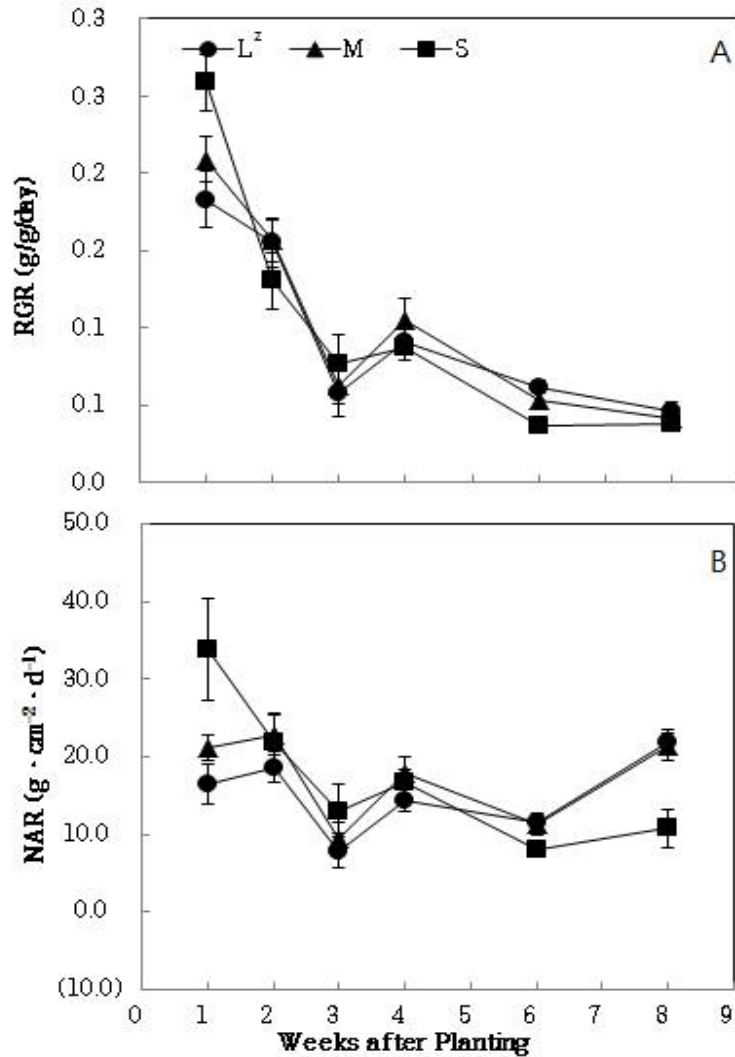 0.3
L^z M S
A
0.3
0.2
0.2
0.1
0.1
0.0
RGR (g/g/day)
50.0
B
40.0
30.0
20.0
10.0
0.0
(10.0)
NAR (g · cm⁻² · d⁻¹)
0 1 2 3 4 5 6 7 8 9
Weeks after Planting